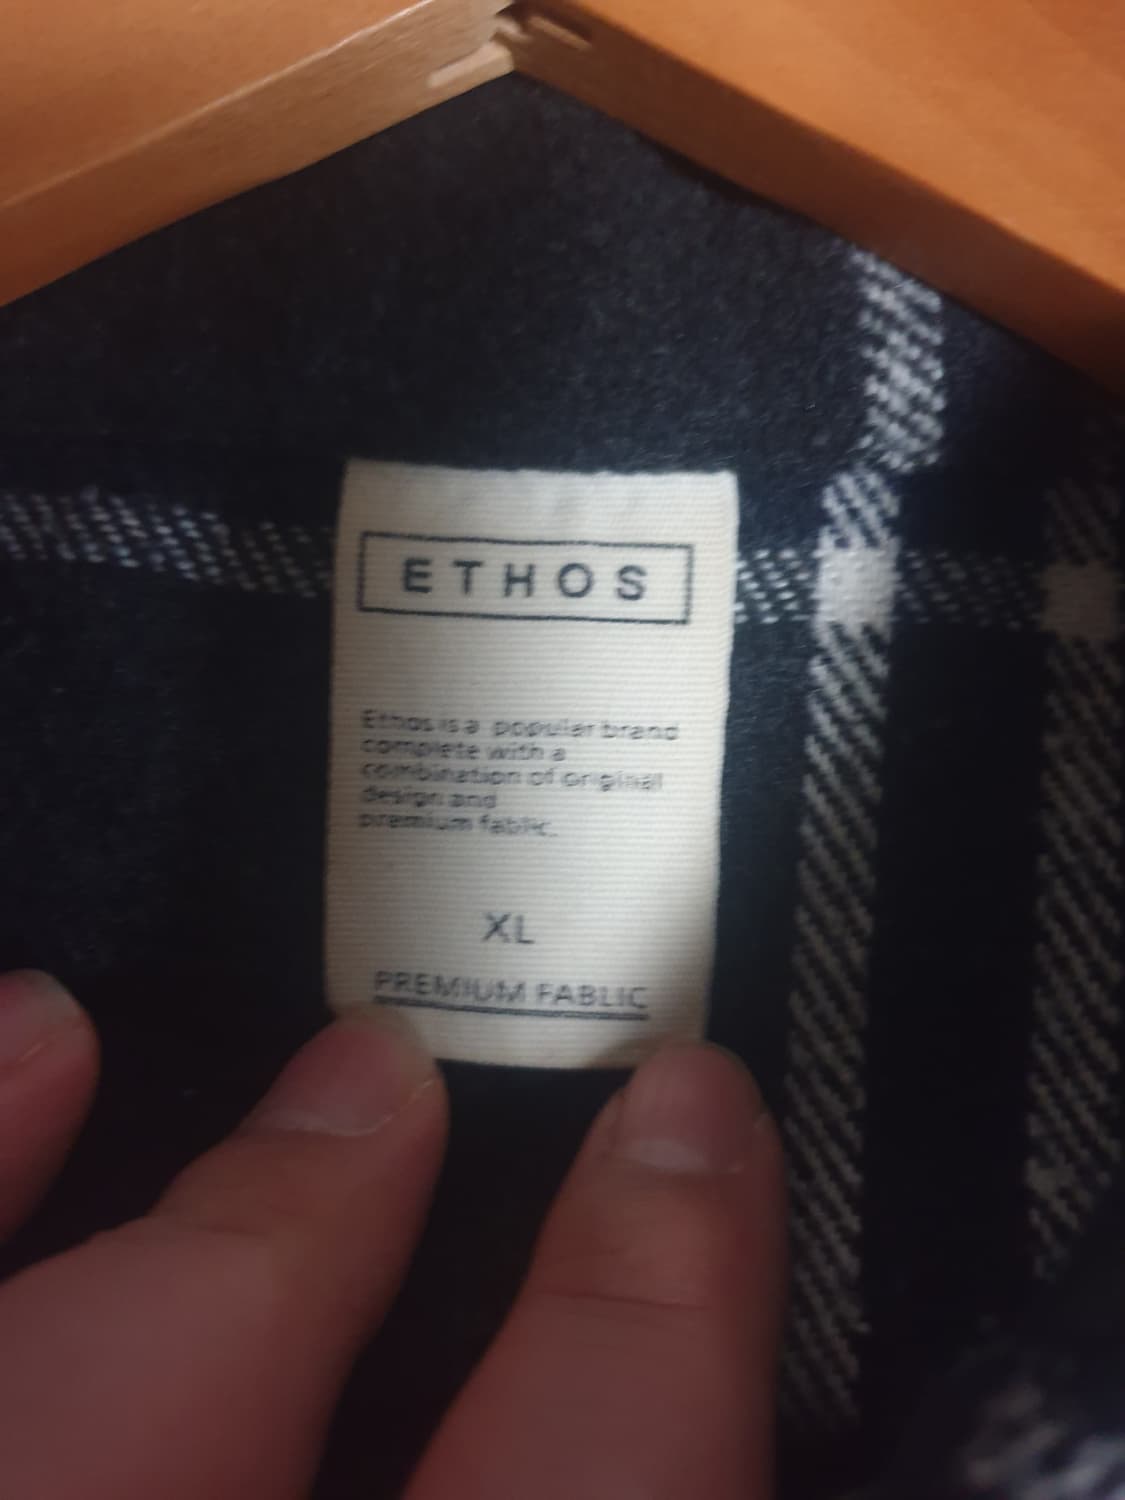 ETHOS
Ethos is a popular brand
complete with a
combination of original
design and
premium fablic.
XL
PREMIUM FABLIC